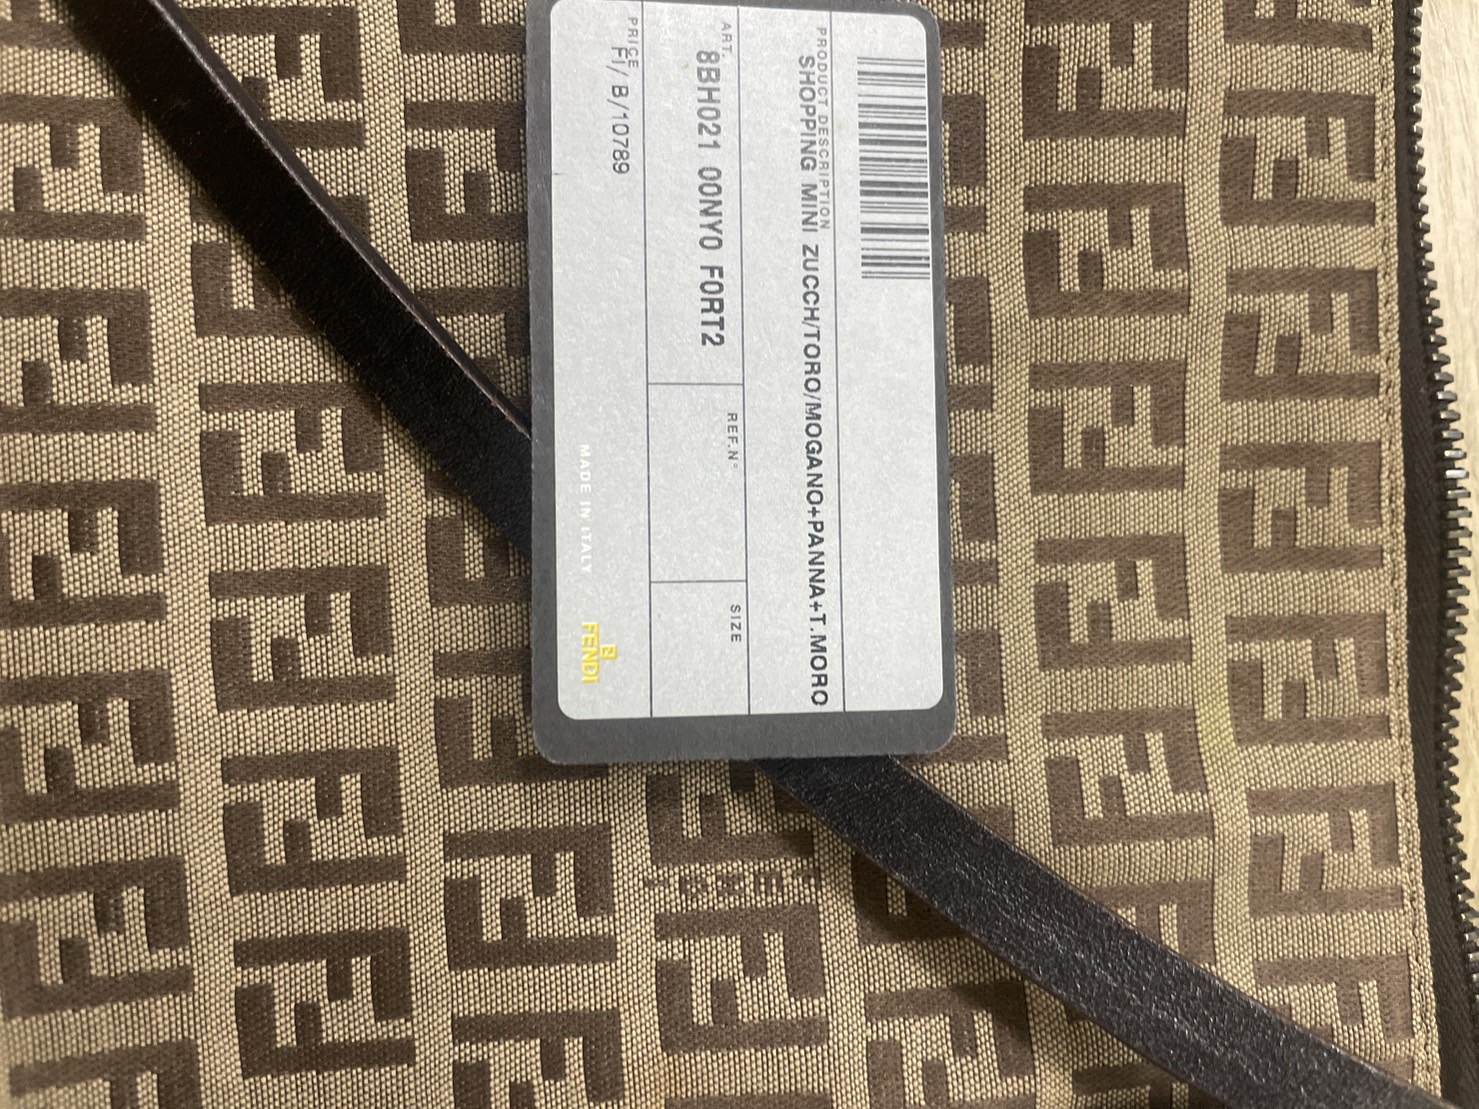 PRODUCT DESCRIPTION
SHOPPING MINI ZUCCH/TORO/MOGANO+PANNA+T.MORO
ART.
8BH021 00NY0 F0RT2
REF.N°
SIZE
PRICE
FI/B/10789
MADE IN ITALY
FENDI